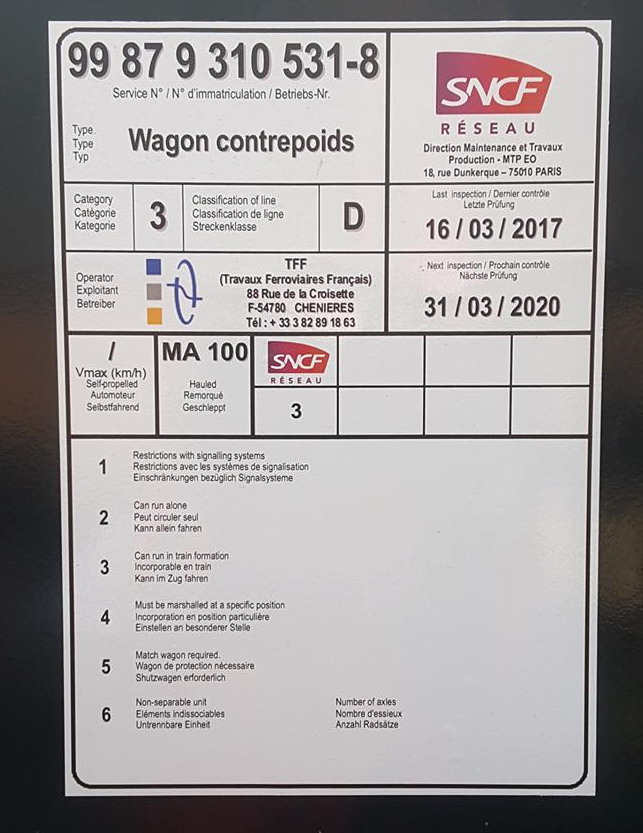 99 87 9 310 531-8
Service N° / N° d'immatriculation / Betriebs-Nr.
Type.
Type
Typ
Wagon contrepoids
SNCF
RÉSEAU
Direction Maintenance et Travaux
Production - MTP EO
18, rue Dunkerque – 75010 PARIS
Category
Catégorie
Kategorie
3
Classification of line
Classification de ligne
Streckenklasse
D
Last inspection / Dernier contrôle
Letzte Prüfung
16 / 03 / 2017
Operator
Exploitant
Betreiber
TFF
(Travaux Ferroviaires Français)
88 Rue de la Croisette
F-54780 CHENIERES
Tél : + 33 3 82 89 18 63
Next inspection / Prochain contrôle
Nächste Prüfung
31 / 03 / 2020
/
Vmax (km/h)
Self-propelled
Automoteur
Selbstfahrend
MA 100
Hauled
Remorqué
Geschleppt
SNCF
RÉSEAU
3
1
Restrictions with signalling systems
Restrictions avec les systèmes de signalisation
Einschränkungen bezüglich Signalsysteme
2
Can run alone
Peut circuler seul
Kann allein fahren
3
Can run in train formation
Incorporable en train
Kann im Zug fahren
4
Must be marshalled at a specific position
Incorporation en position particulière
Einstellen an besonderer Stelle
5
Match wagon required.
Wagon de protection nécessaire
Shutzwagen erforderlich
6
Non-separable unit
Eléments indissociables
Untrennbare Einheit
Number of axles
Nombre d'essieux
Anzahl Radsätze